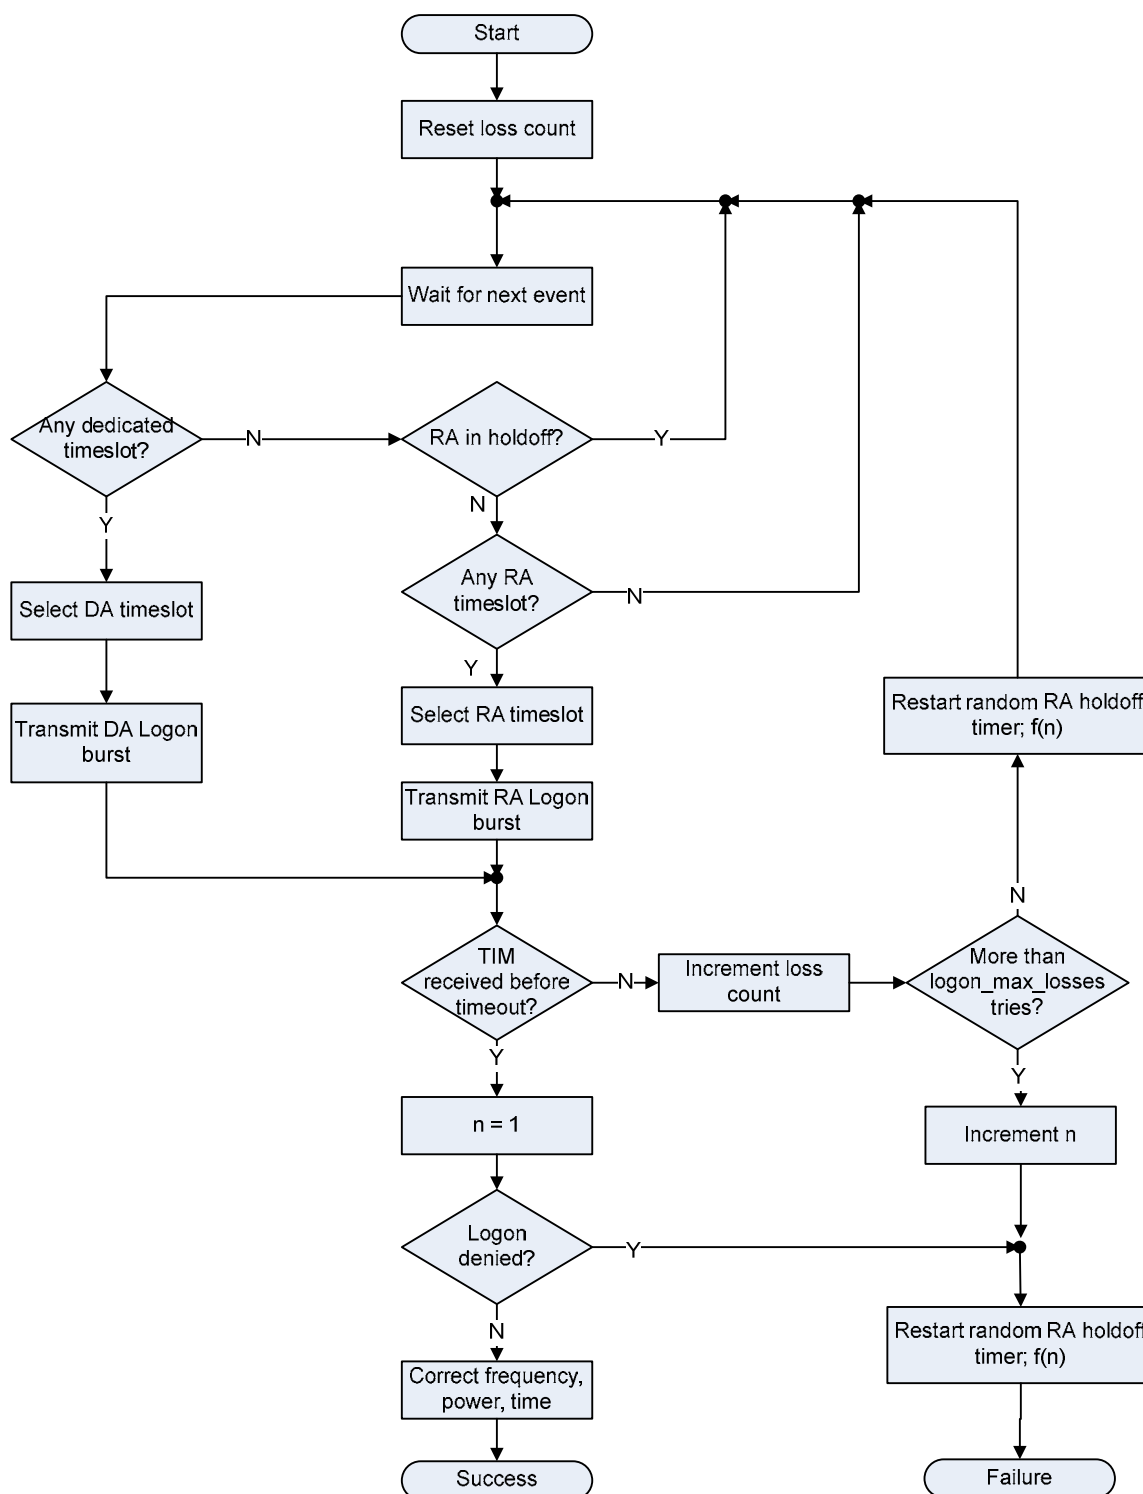 Start
Reset loss count
Wait for next event
Any dedicated
timeslot?
N
RA in holdoff?
Y
Y
N
Select DA timeslot
Any RA
timeslot?
N
Y
Transmit DA Logon
burst
Select RA timeslot
Restart random RA holdoff
timer; f(n)
Transmit RA Logon
burst
N
TIM
received before
timeout?
N
Increment loss
count
More than
logon_max_losses
tries?
Y
Y
n = 1
Increment n
Logon
denied?
Y
N
Restart random RA holdoff
timer; f(n)
Correct frequency,
power, time
Success
Failure